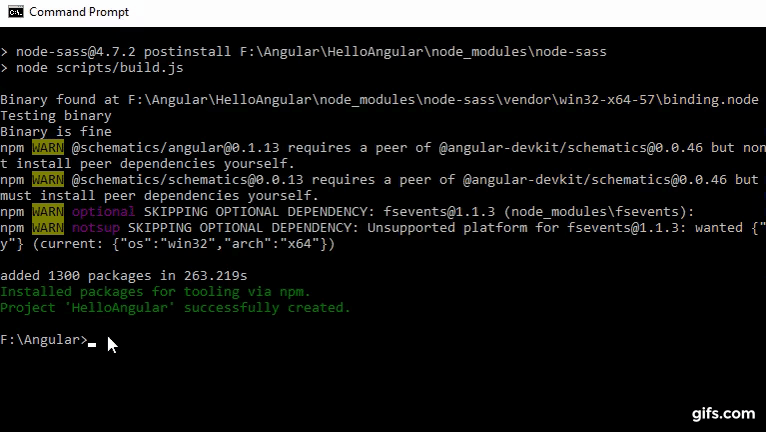 Command Prompt
> node-sass@4.7.2 postinstall F:\Angular\HelloAngular\node_modules\node-sass
> node scripts/build.js
Binary found at F:\Angular\HelloAngular\node_modules\node-sass\vendor\win32-x64-57\binding.node
Testing binary
Binary is fine
npm WARN @schematics/angular@0.1.13 requires a peer of @angular-devkit/schematics@0.0.46 but non
t install peer dependencies yourself.
npm WARN @schematics/schematics@0.0.13 requires a peer of @angular-devkit/schematics@0.0.46 but
must install peer dependencies yourself.
npm WARN optional SKIPPING OPTIONAL DEPENDENCY: fsevents@1.1.3 (node_modules\fsevents):
npm WARN notsup SKIPPING OPTIONAL DEPENDENCY: Unsupported platform for fsevents@1.1.3: wanted {"
y"} (current: {"os":"win32","arch":"x64"})
added 1300 packages in 263.219s
Installed packages for tooling via npm.
Project 'HelloAngular' successfully created.
F:\Angular>
gifs.com